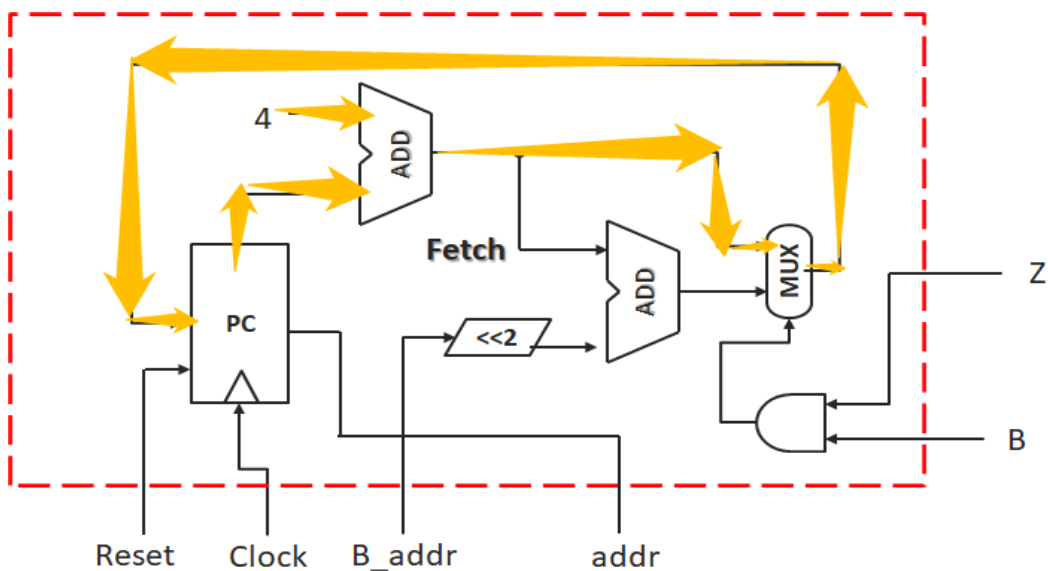 4
ADD
Fetch
ADD
MUX
Z
PC
<<2
B
Reset
Clock
B_addr
addr